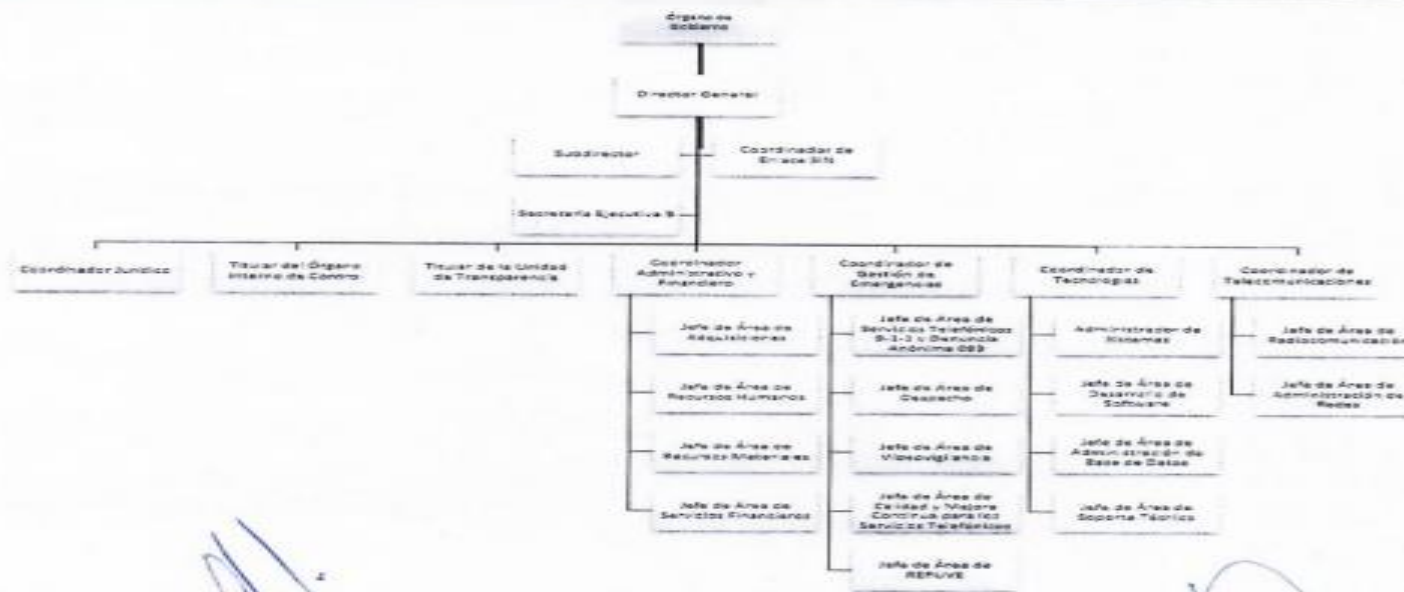 Órgano de
Gobierno
Director General
Subdirector
Coordinador de
Enlace
Secretaria Ejecutiva B
Coordinador Jurídico
Titular del Órgano
Interno de Control
Titular de la Unidad
de Transparencia
Coordinador
Administrativo y
Financiero
Coordinador de
Gestión de
Emergencias
Coordinador de
Tecnologías
Coordinador de
Telecomunicaciones
Jefe de Área de
Adquisiciones
Jefe de Área de
Recursos Humanos
Jefe de Área de
Recursos Materiales
Jefe de Área de
Servicios Financieros
Jefe de Área de
Servicios Telefónicos
9-1-1 y Denuncia
Anónima 089
Jefe de Área de
Despacho
Jefe de Área de
Videovigilancia
Jefe de Área de
Calidad y Mejora
Continua para los
Servicios Telefónicos
Jefe de Área de
REPUVE
Administrador de
Sistemas
Jefe de Área de
Desarrollo de
Software
Jefe de Área de
Administración de
Base de Datos
Jefe de Área de
Soporte Técnico
Jefe de Área de
Radiocomunicación
Jefe de Área de
Administración de
Redes